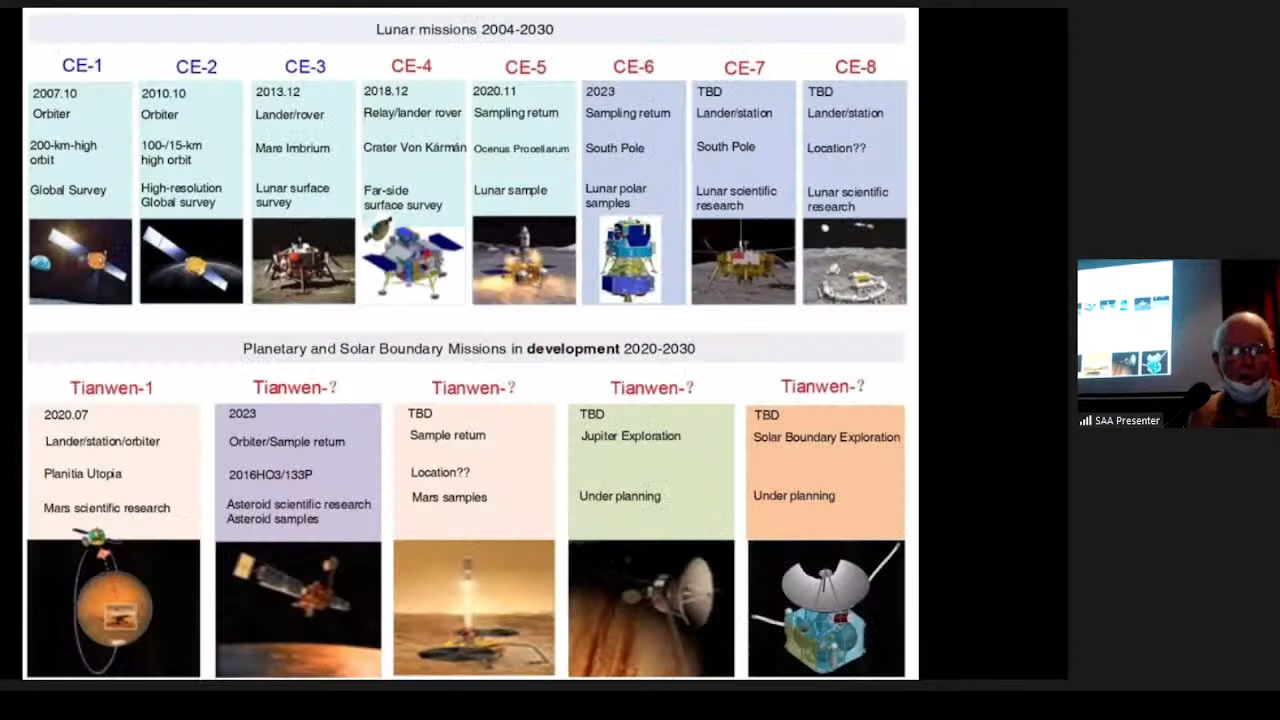 Lunar missions 2004-2030
CE-1
CE-2
CE-3
CE-4
CE-5
CE-6
CE-7
CE-8
2007.10
Orbiter
200-km-high
orbit
Global Survey
2010.10
Orbiter
100-/15-km
high orbit
High-resolution
Global survey
2013.12
Lander/rover
Mare Imbrium
Lunar surface
survey
2018.12
Relay/lander rover
Crater Von Kármán
Far-side
surface survey
2020.11
Sampling return
Ocenus Procellarum
Lunar sample
2023
Sampling return
South Pole
Lunar polar
samples
TBD
Lander/station
South Pole
Lunar scientific
research
TBD
Lander/station
Location??
Lunar scientific
research
Planetary and Solar Boundary Missions in development 2020-2030
Tianwen-1
Tianwen-?
Tianwen-?
Tianwen-?
Tianwen-?
2020.07
Lander/station/orbiter
Planitia Utopia
Mars scientific research
2023
Orbiter/Sample return
2016HO3/133P
Asteroid scientific research
Asteroid samples
TBD
Sample return
Location??
Mars samples
TBD
Jupiter Exploration
Under planning
TBD
Solar Boundary Exploration
Under planning
SAA Presenter